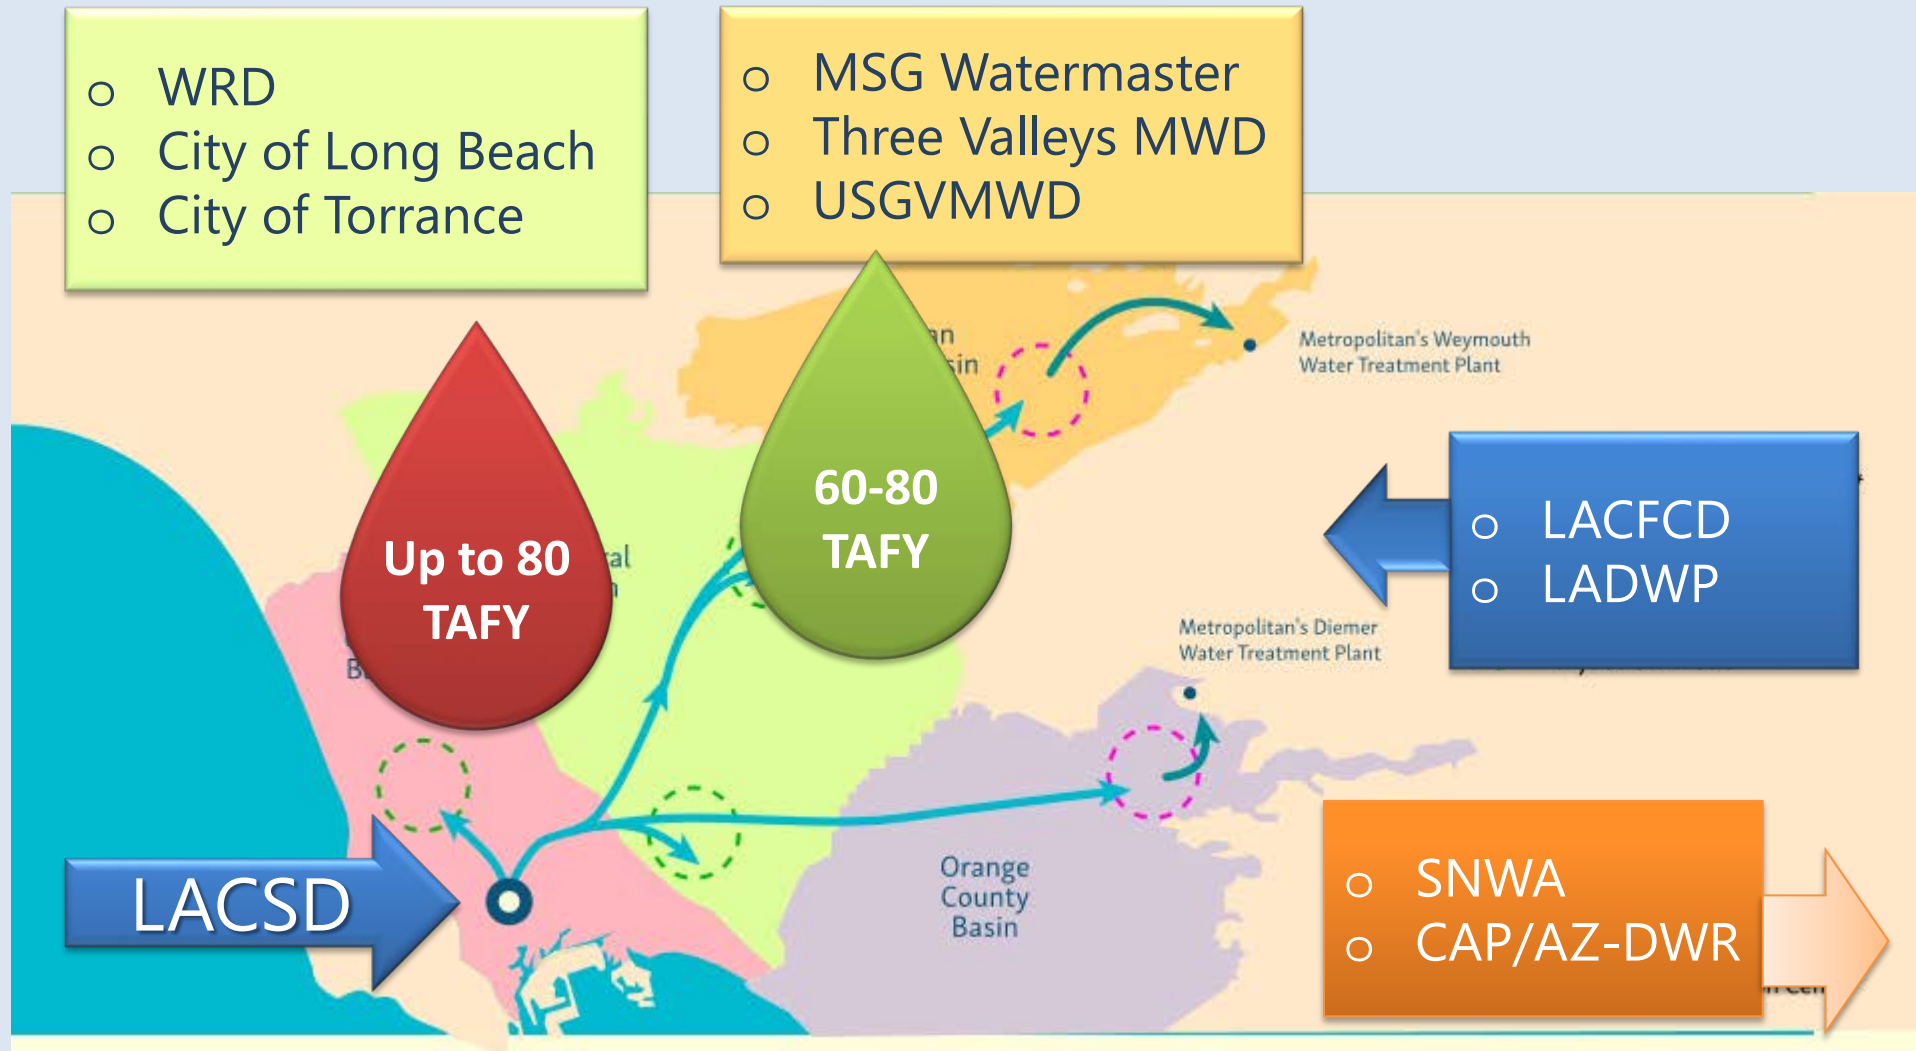 o WRD
o City of Long Beach
o City of Torrance
o MSG Watermaster
o Three Valleys MWD
o USGVMWD
Metropolitan's Weymouth
Water Treatment Plant
60-80
TAFY
Up to 80
TAFY
o LACFCD
o LADWP
Metropolitan's Diemer
Water Treatment Plant
Orange
County
Basin
LACSD
o SNWA
o CAP/AZ-DWR